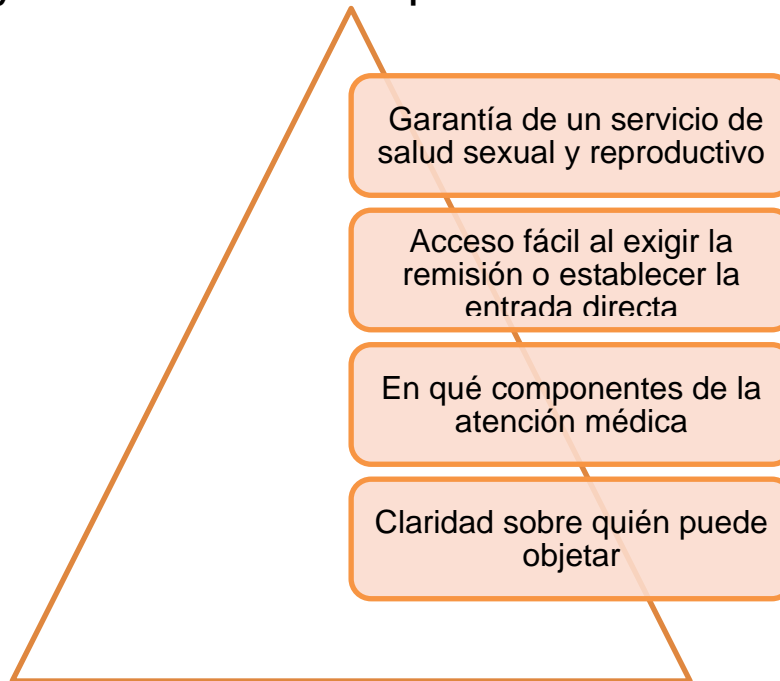 Garantía de un servicio de
salud sexual y reproductivo
Acceso fácil al exigir la
remisión o establecer la
entrada directa
En qué componentes de la
atención médica
Claridad sobre quién puede
objetar